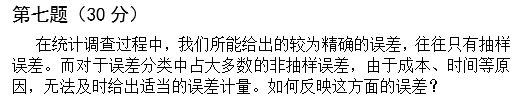 第七题（30 分）
在统计调查过程中，我们所能给出的较为精确的误差，往往只有抽样
误差。而对于误差分类中占大多数的非抽样误差，由于成本、时间等原
因，无法及时给出适当的误差计量。如何反映这方面的误差？